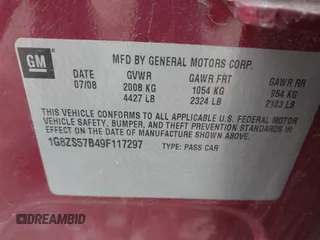 GM
MFD BY GENERAL MOTORS CORP.
DATE GVWR GAWR FRT GAWR RR
07/08 2008 KG 1054 KG 954 KG
4427 LB 2324 LB 2103 LB
THIS VEHICLE CONFORMS TO ALL APPLICABLE U.S. FEDERAL MOTOR
VEHICLE SAFETY, BUMPER, AND THEFT PREVENTION STANDARDS IN
EFFECT ON THE DATE OF MANUFACTURE SHOWN ABOVE.
1G8ZS57B49F117297 TYPE: PASS CAR
DREAMBID